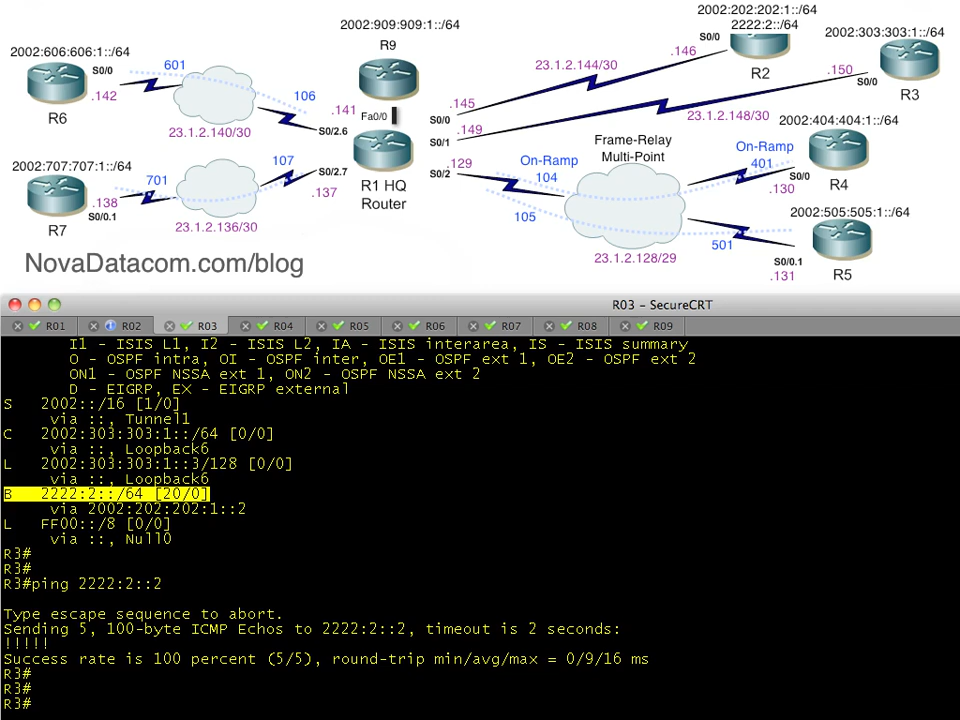 2002:909:909:1::/64
R9
2002:202:202:1::/64
2222:2::/64
S0/0
.146
R2
2002:303:303:1::/64
.150
S0/0
R3
2002:606:606:1::/64
S0/0
.142
R6
601
106
23.1.2.140/30
.141
S0/2.6
Fa0/0
23.1.2.144/30
.145
S0/0
.149
S0/1
23.1.2.148/30
2002:707:707:1::/64
701
107
.138
S0/0.1
R7
23.1.2.136/30
S0/2.7
.137
R1 HQ
Router
.129
S0/2
On-Ramp
104
105
Frame-Relay
Multi-Point
23.1.2.128/29
On-Ramp
401
2002:404:404:1::/64
S0/0
.130
R4
2002:505:505:1::/64
501
S0/0.1
.131
R5
NovaDatacom.com/blog
R03 - SecureCRT
R01 R02 R03 R04 R05 R06 R07 R08 R09
I1 - ISIS L1, I2 - ISIS L2, IA - ISIS interarea, IS - ISIS summary
O - OSPF intra, OI - OSPF inter, OE1 - OSPF ext 1, OE2 - OSPF ext 2
ON1 - OSPF NSSA ext 1, ON2 - OSPF NSSA ext 2
D - EIGRP, EX - EIGRP external
S 2002::/16 [1/0]
via ::, Tunnel1
C 2002:303:303:1::/64 [0/0]
via ::, Loopback6
L 2002:303:303:1::3/128 [0/0]
via ::, Loopback6
B 2222:2::/64 [20/0]
via 2002:202:202:1::2
L FF00::/8 [0/0]
via ::, Null0
R3#
R3#
R3#ping 2222:2::2
Type escape sequence to abort.
Sending 5, 100-byte ICMP Echos to 2222:2::2, timeout is 2 seconds:
!!!!!
Success rate is 100 percent (5/5), round-trip min/avg/max = 0/9/16 ms
R3#
R3#
R3#